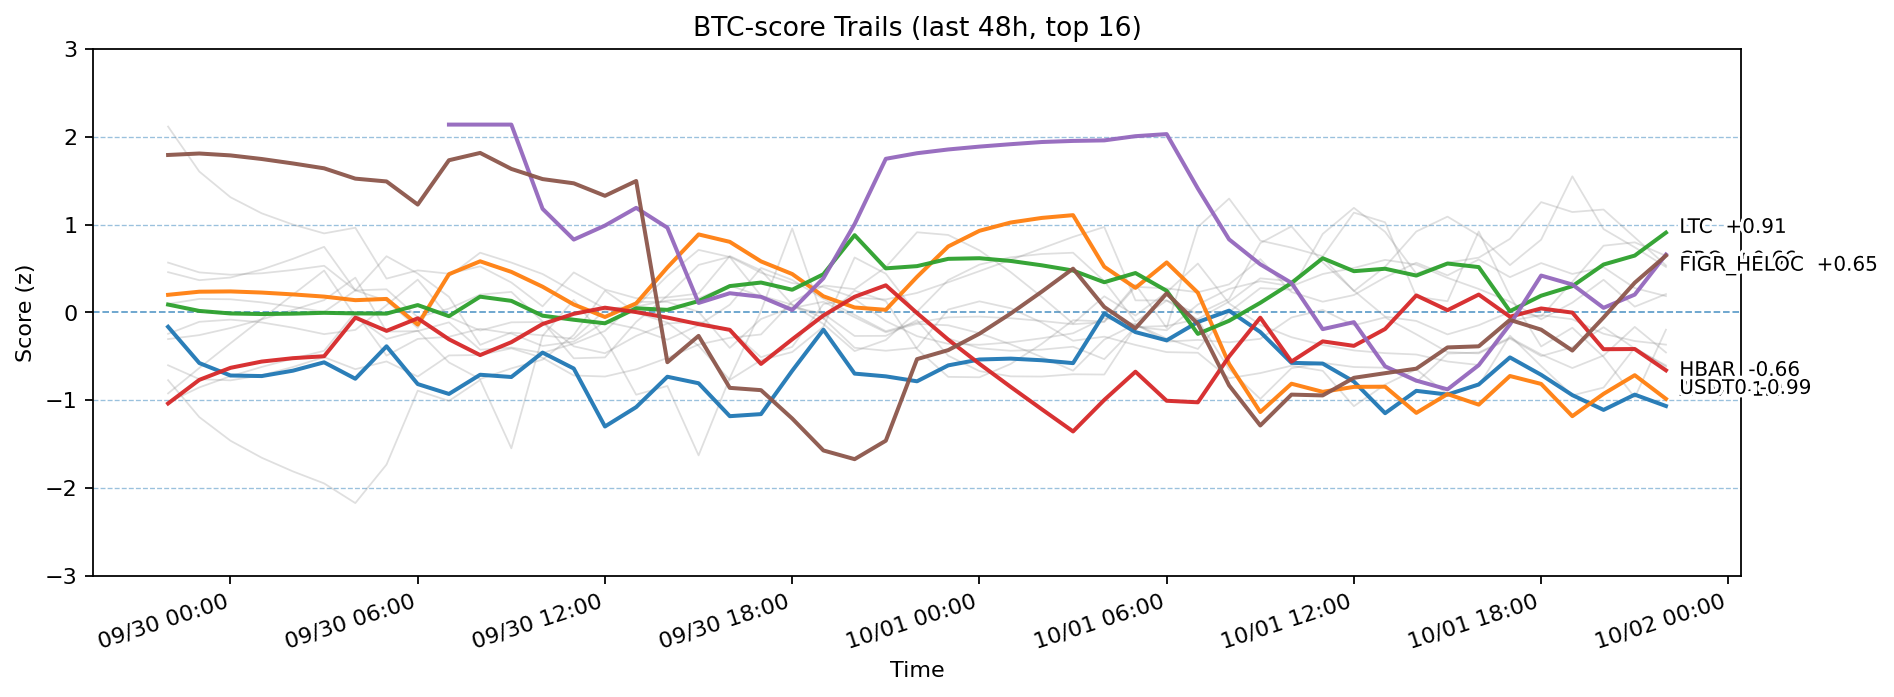 BTC-score Trails (last 48h, top 16)
Score (z)
3
2
1
0
−1
−2
−3
LTC +0.91
FIGR_HELOC +0.65
HBAR -0.66
USDT0 -0.99
09/30 00:00
09/30 06:00
09/30 12:00
09/30 18:00
10/01 00:00
10/01 06:00
10/01 12:00
10/01 18:00
10/02 00:00
Time